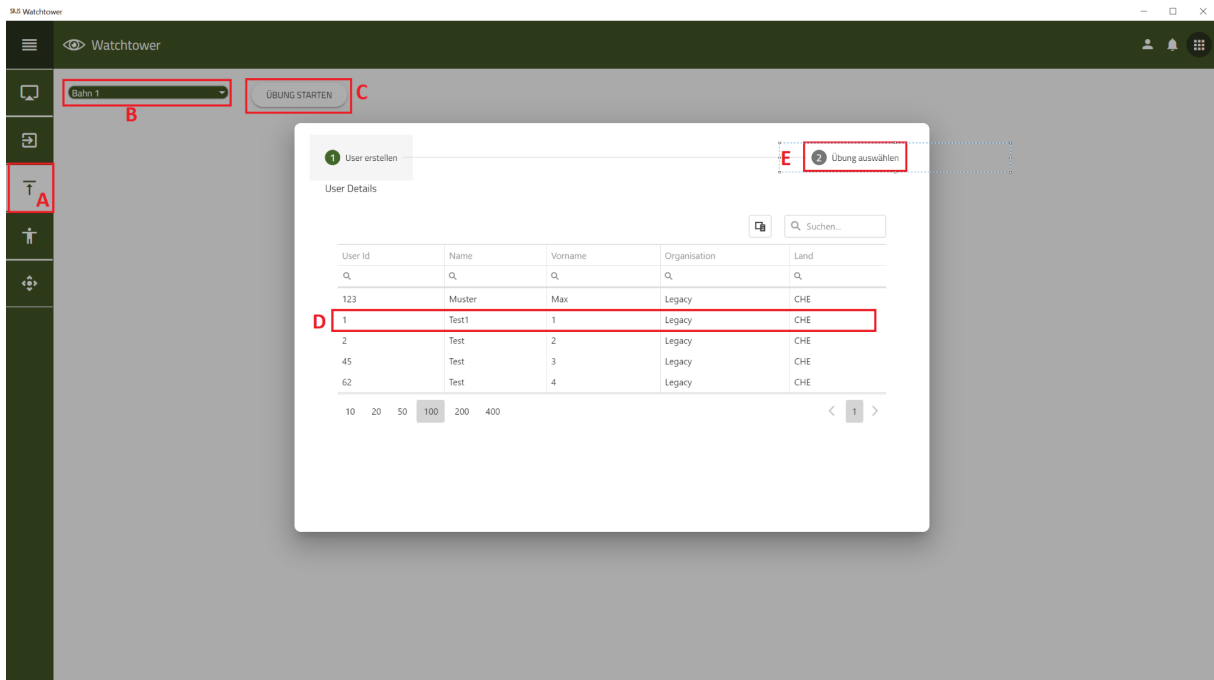 SIUS Watchtower
Watchtower
Bahn 1
B
ÜBUNG STARTEN
C
A
1 User erstellen
E
2 Übung auswählen
User Details
Suchen...
User Id Name Vorname Organisation Land
123 Muster Max Legacy CHE
D
1 Test1 1 Legacy CHE
2 Test 2 Legacy CHE
45 Test 3 Legacy CHE
62 Test 4 Legacy CHE
10 20 50 100 200 400
1